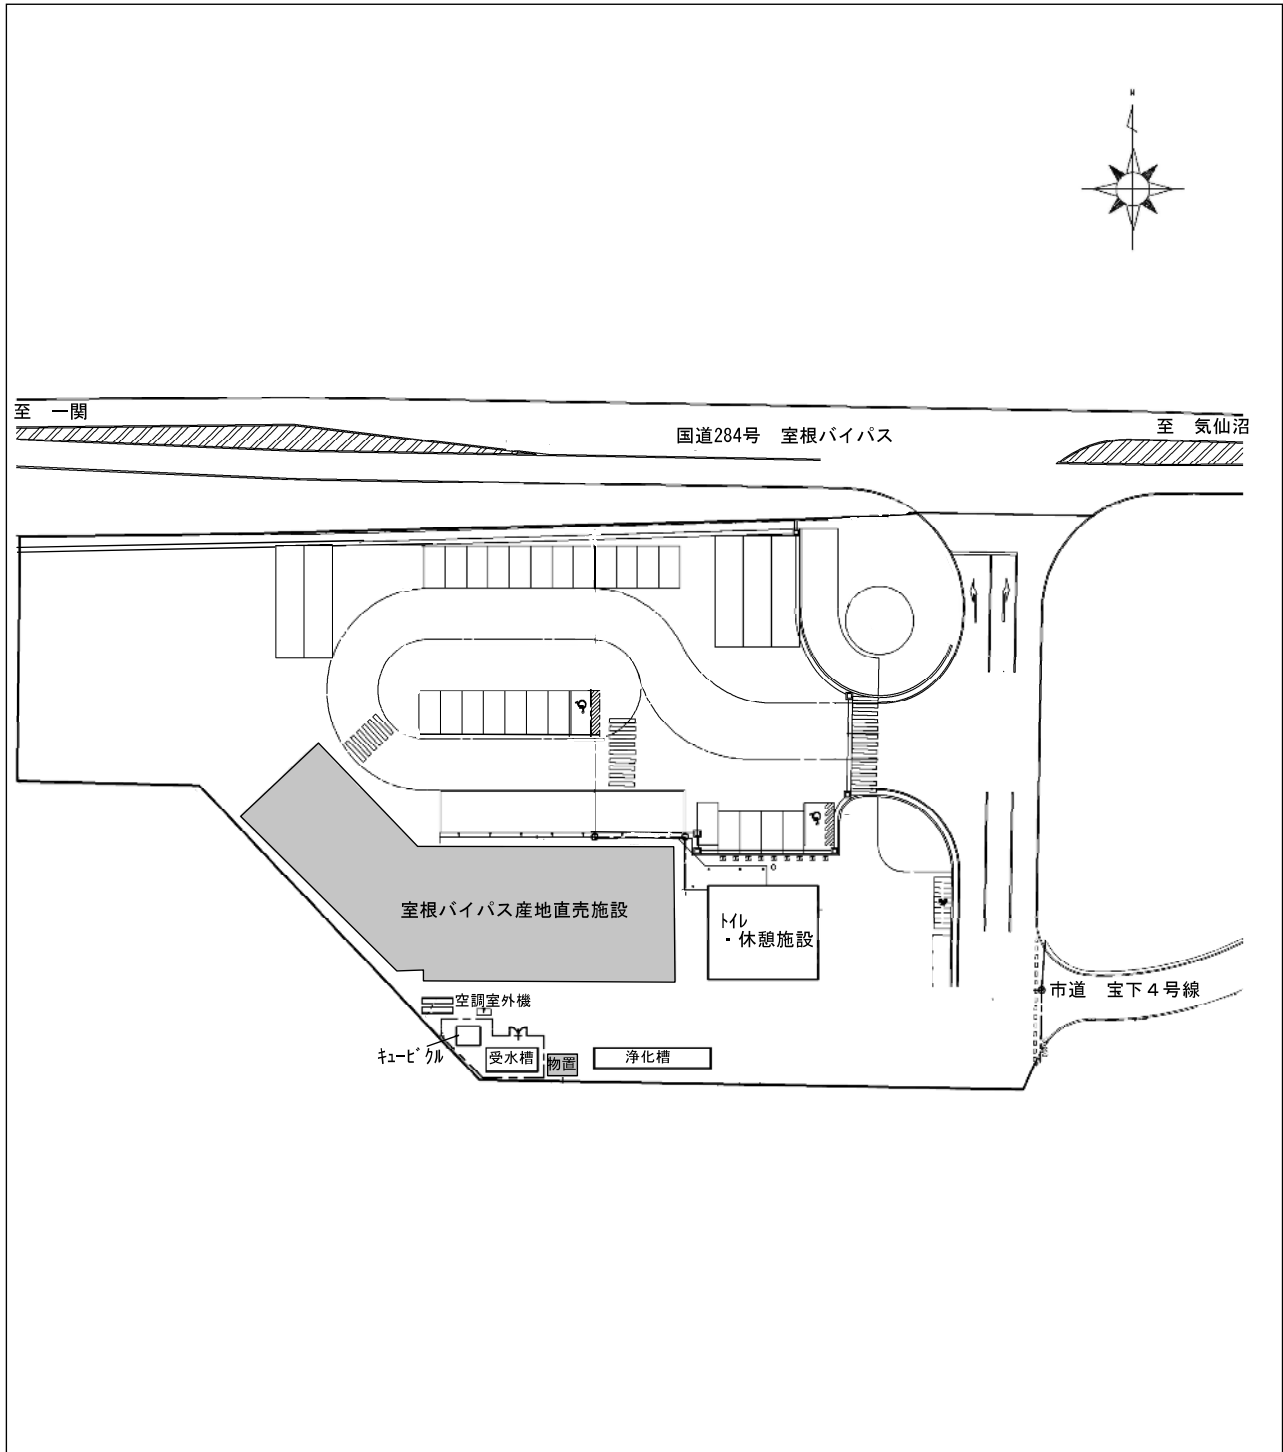 N
至　一関
国道284号　室根バイパス
至　気仙沼
室根バイパス産地直売施設
ﾄｲﾚ
・休憩施設
空調室外機
ｷｭｰﾋﾞｸﾙ
受水槽
物置
浄化槽
市道　宝下４号線